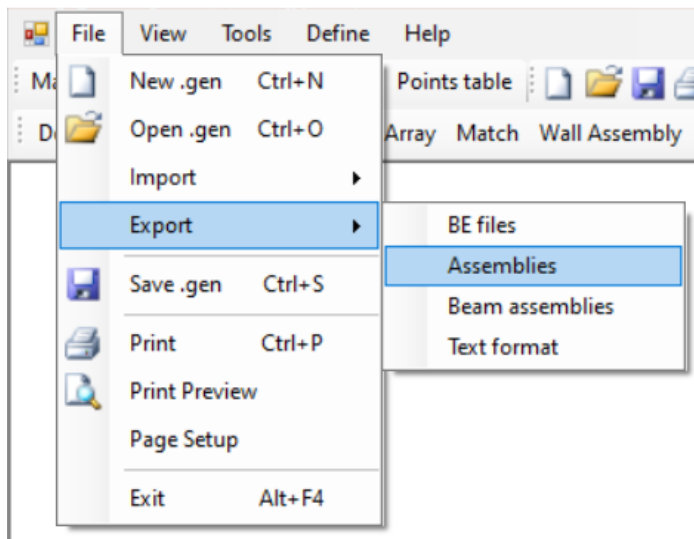 File View Tools Define Help
Points table
Array Match Wall Assembly
New .gen Ctrl+N
Open .gen Ctrl+O
Import
Export
Save .gen Ctrl+S
Print Ctrl+P
Print Preview
Page Setup
Exit Alt+F4
BE files
Assemblies
Beam assemblies
Text format